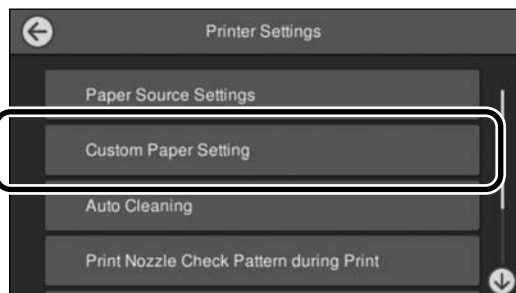 Printer Settings
Paper Source Settings
Custom Paper Setting
Auto Cleaning
Print Nozzle Check Pattern during Print